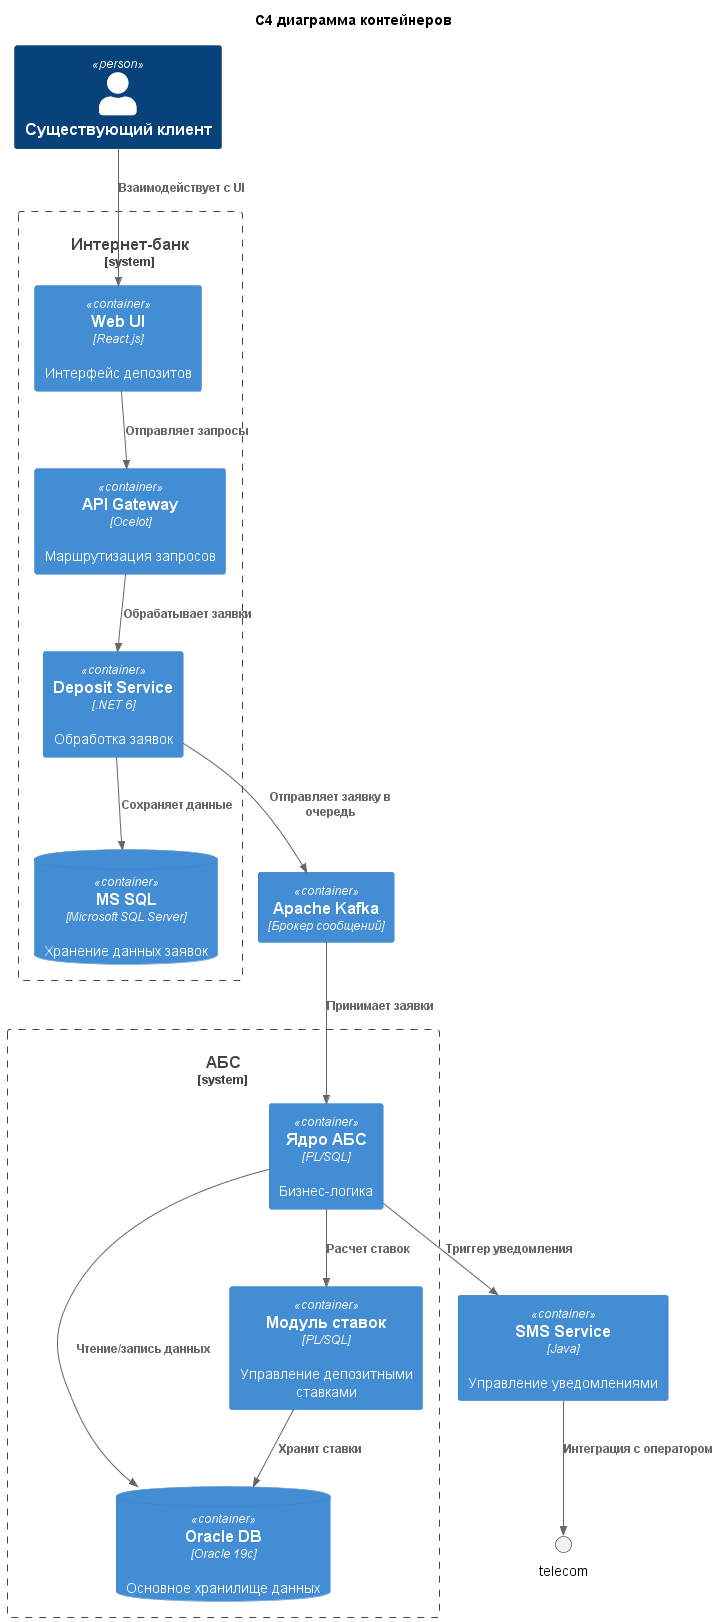 C4 диаграмма контейнеров
«person»
Существующий клиент
Взаимодействует с UI
Интернет-банк
[system]
«container»
Web UI
[React.js]
Интерфейс депозитов
Отправляет запросы
«container»
API Gateway
[Ocelot]
Маршрутизация запросов
Обрабатывает заявки
«container»
Deposit Service
[.NET 6]
Обработка заявок
Сохраняет данные
Отправляет заявку в
очередь
«container»
MS SQL
[Microsoft SQL Server]
Хранение данных заявок
«container»
Apache Kafka
[Брокер сообщений]
Принимает заявки
АБС
[system]
«container»
Ядро АБС
[PL/SQL]
Бизнес-логика
Расчет ставок
Триггер уведомления
Чтение/запись данных
«container»
Модуль ставок
[PL/SQL]
Управление депозитными
ставками
«container»
SMS Service
[Java]
Управление уведомлениями
Хранит ставки
Интеграция с оператором
«container»
Oracle DB
[Oracle 19c]
Основное хранилище данных
telecom